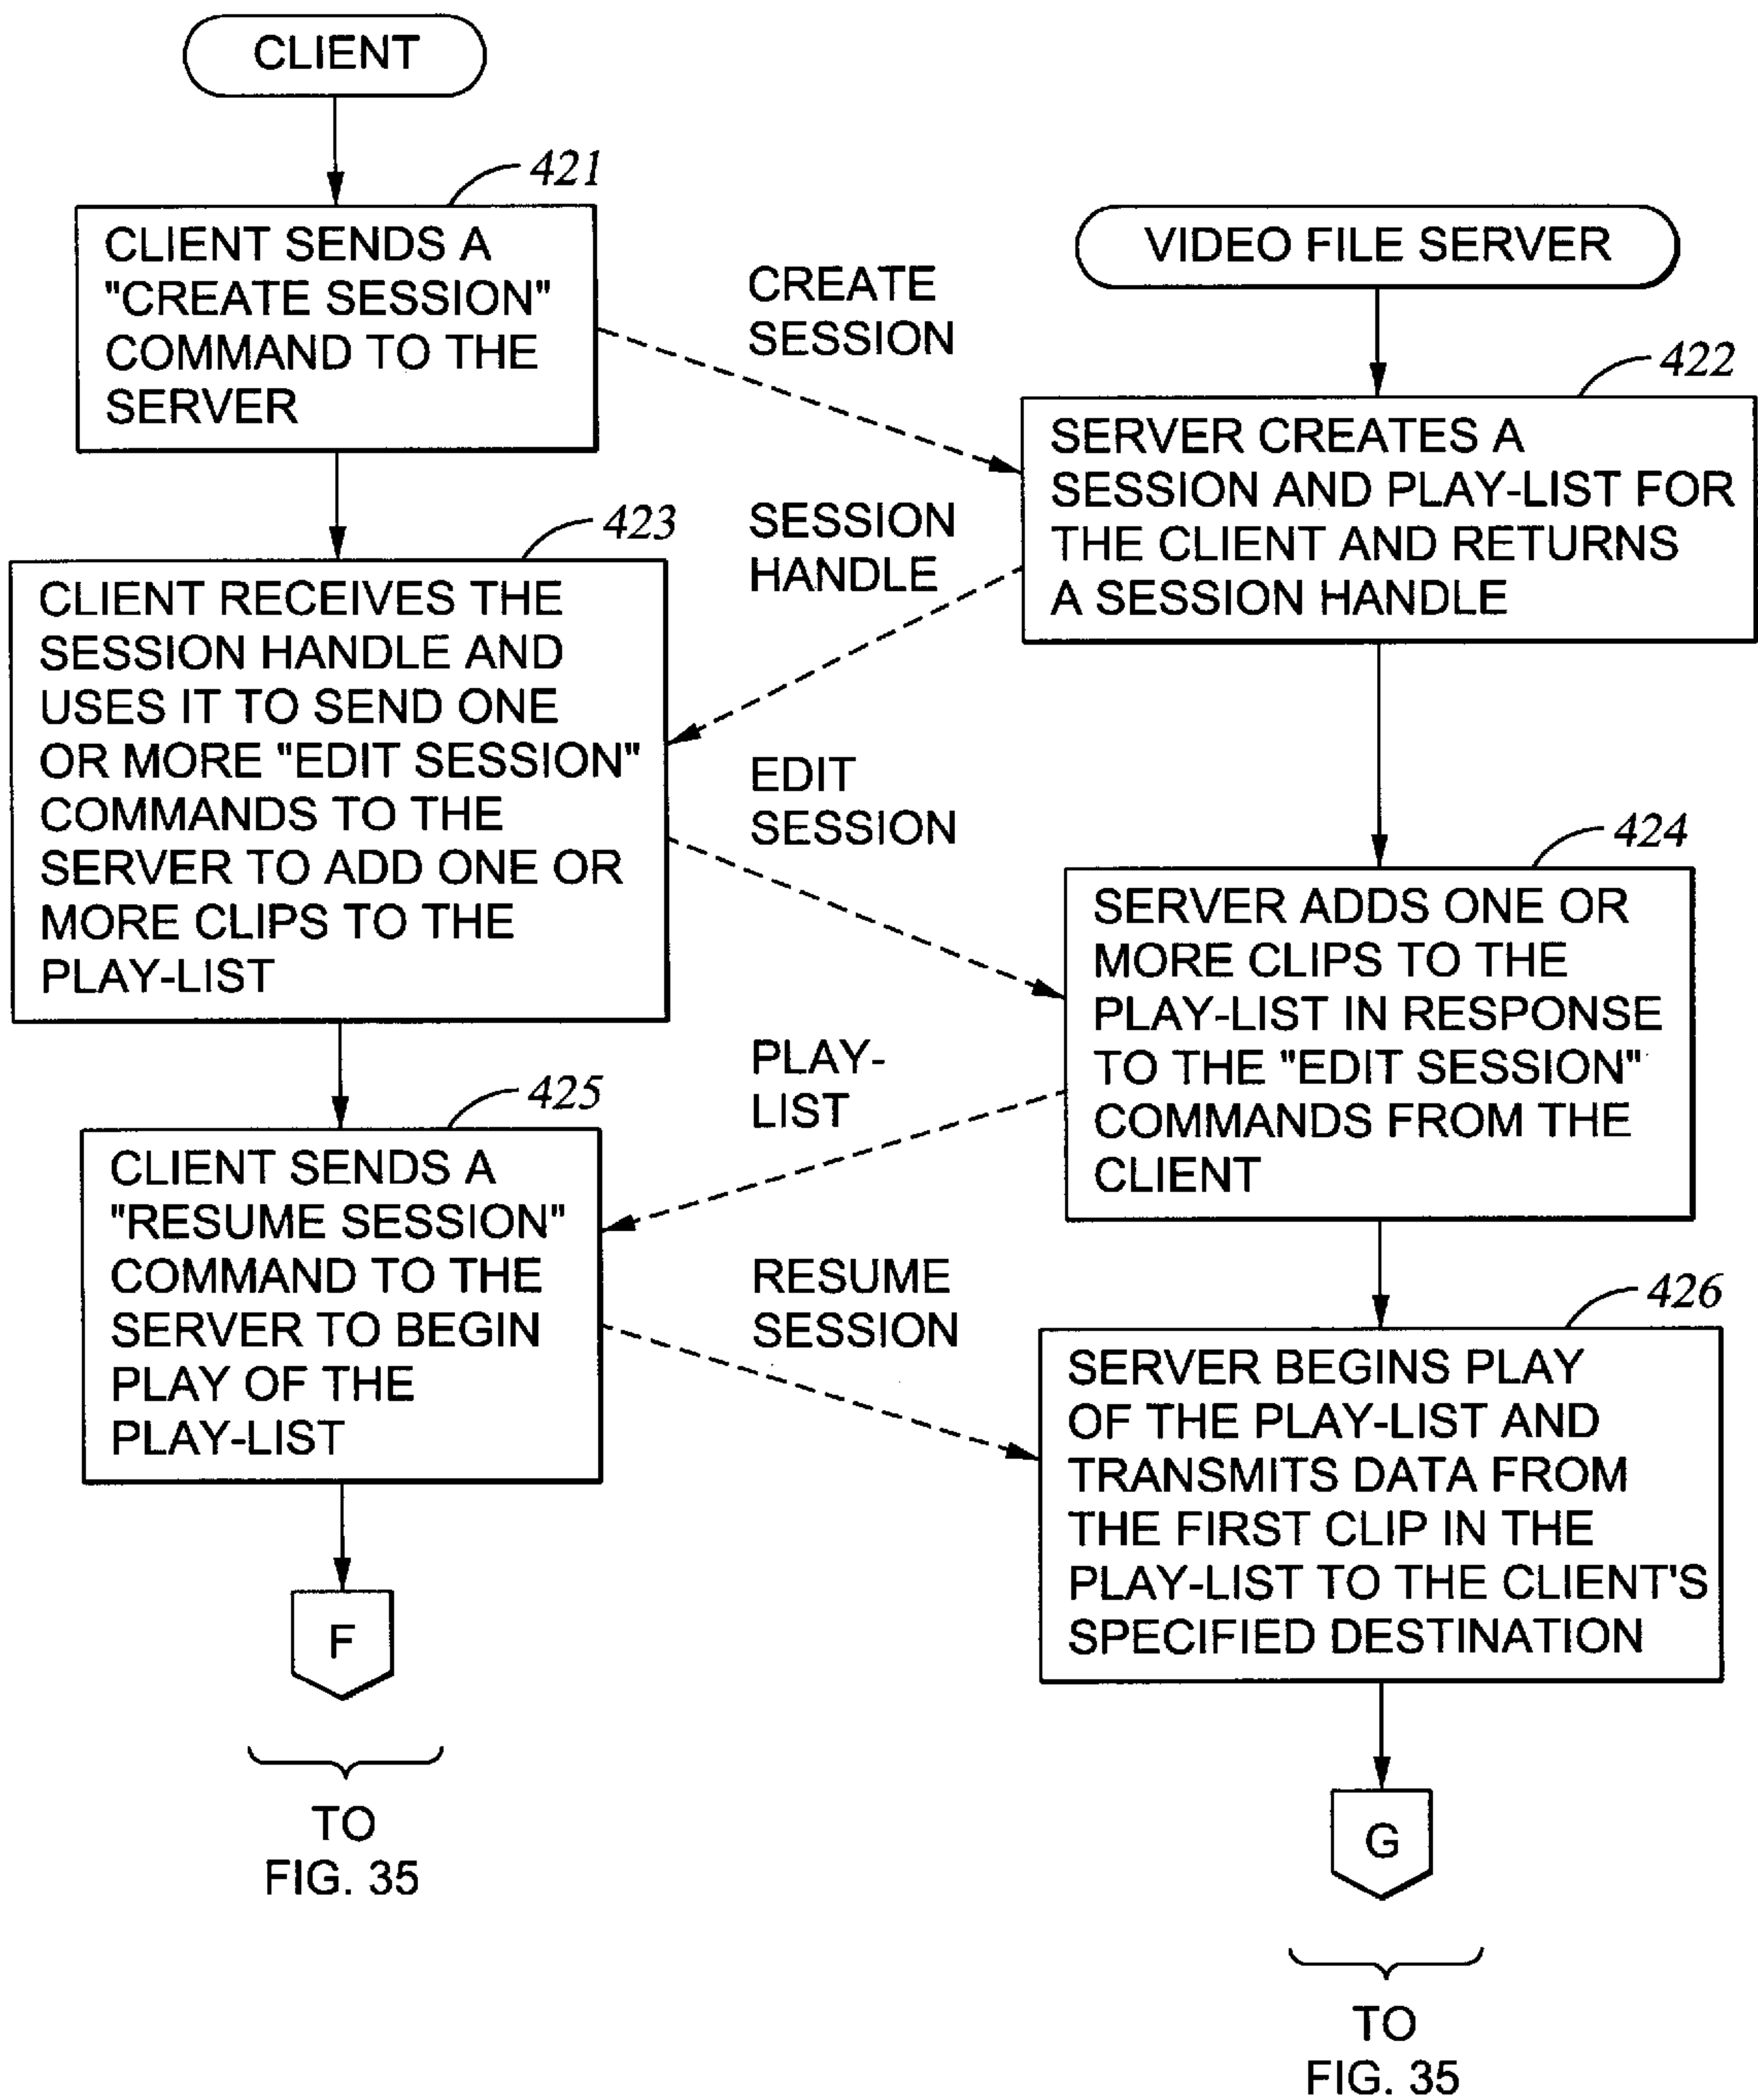 CLIENT
421
CLIENT SENDS A
"CREATE SESSION"
COMMAND TO THE
SERVER
CREATE
SESSION
VIDEO FILE SERVER
422
SERVER CREATES A
SESSION AND PLAY-LIST FOR
THE CLIENT AND RETURNS
A SESSION HANDLE
SESSION
HANDLE
423
CLIENT RECEIVES THE
SESSION HANDLE AND
USES IT TO SEND ONE
OR MORE "EDIT SESSION"
COMMANDS TO THE
SERVER TO ADD ONE OR
MORE CLIPS TO THE
PLAY-LIST
EDIT
SESSION
424
SERVER ADDS ONE OR
MORE CLIPS TO THE
PLAY-LIST IN RESPONSE
TO THE "EDIT SESSION"
COMMANDS FROM THE
CLIENT
PLAY-
LIST
425
CLIENT SENDS A
"RESUME SESSION"
COMMAND TO THE
SERVER TO BEGIN
PLAY OF THE
PLAY-LIST
RESUME
SESSION
426
SERVER BEGINS PLAY
OF THE PLAY-LIST AND
TRANSMITS DATA FROM
THE FIRST CLIP IN THE
PLAY-LIST TO THE CLIENT'S
SPECIFIED DESTINATION
F
TO
FIG. 35
G
TO
FIG. 35